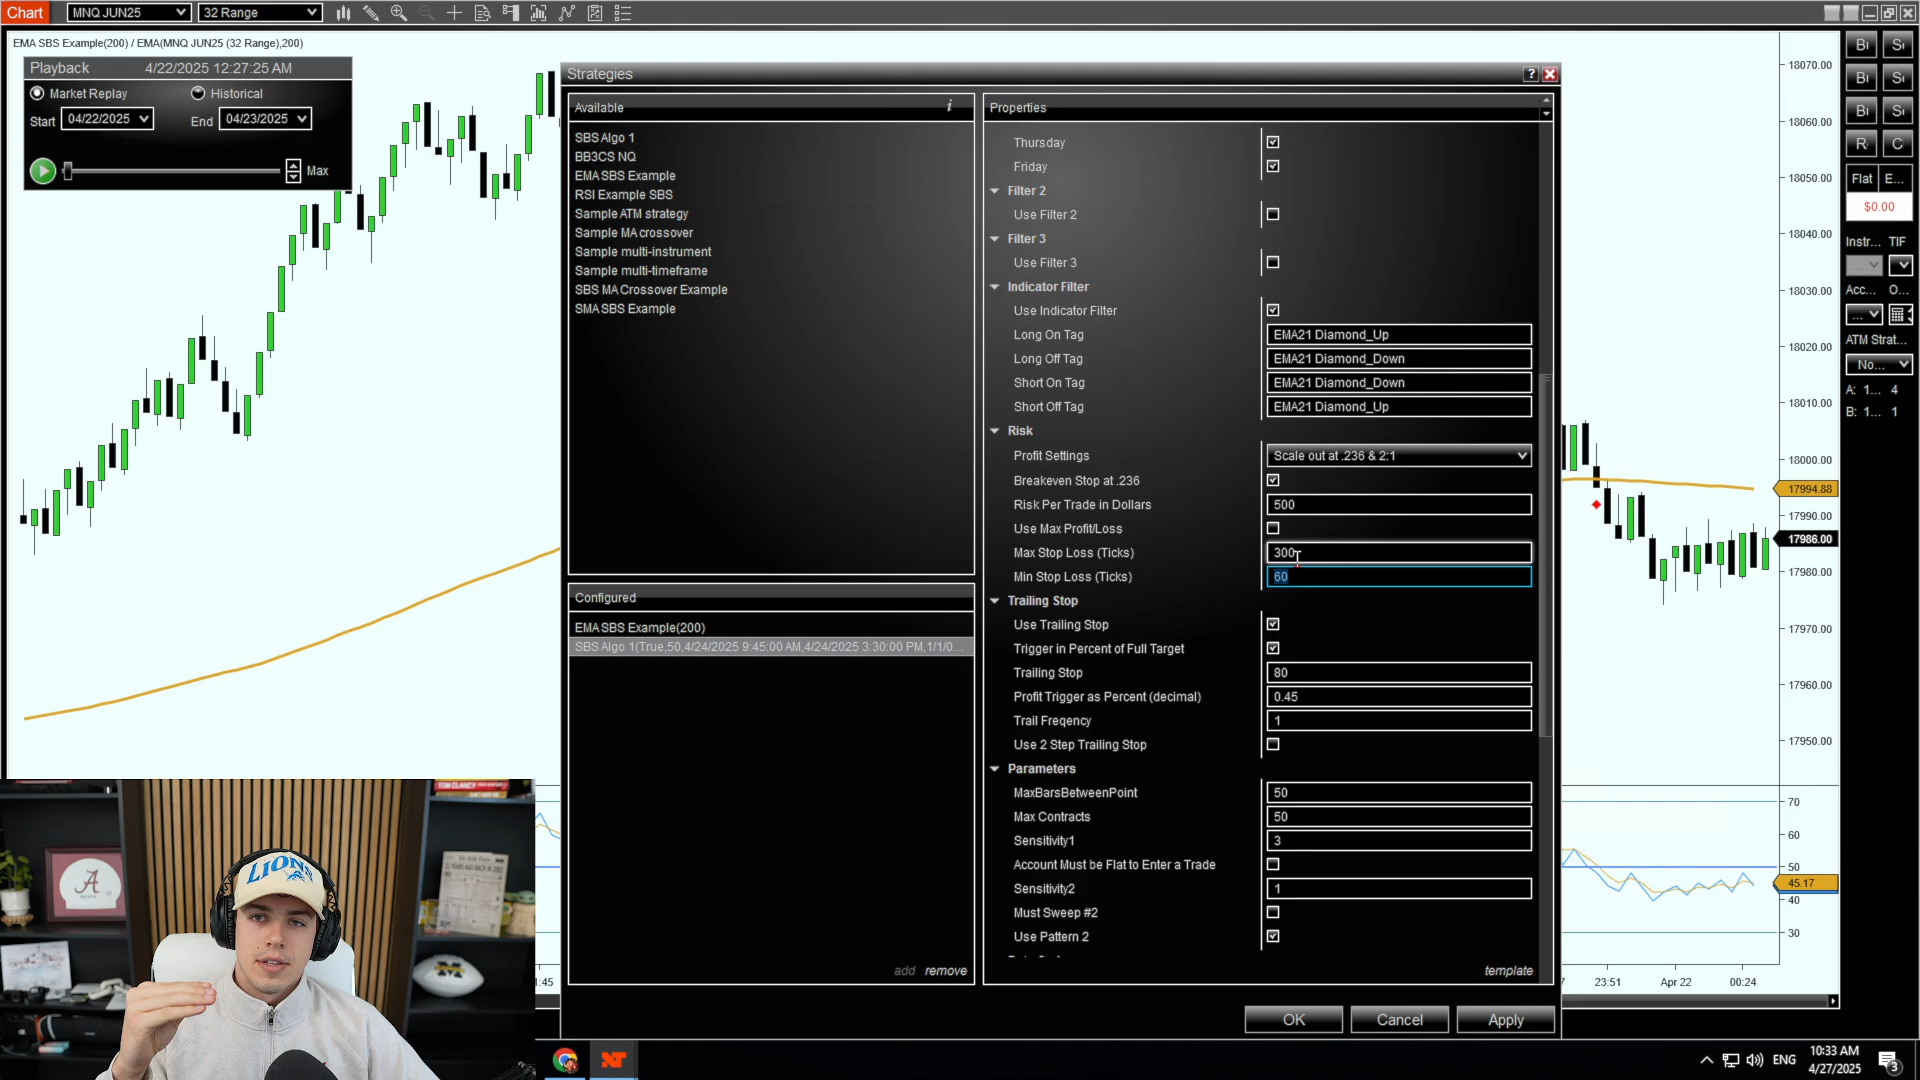 Chart
MNQ JUN25
32 Range
EMA SBS Example(200) / EMA(MNQ JUN25 (32 Range),200)
Playback
4/22/2025 12:27:25 AM
Market Replay
Historical
Start
04/22/2025
End
04/23/2025
Max
Strategies
?
Available
i
SBS Algo 1
BB3CS NQ
EMA SBS Example
RSI Example SBS
Sample ATM strategy
Sample MA crossover
Sample multi-instrument
Sample multi-timeframe
SBS MA Crossover Example
SMA SBS Example
Configured
EMA SBS Example(200)
SBS Algo 1(True,50,4/24/2025 9:45:00 AM,4/24/2025 3:30:00 PM,1/1/0...
add
remove
Properties
Thursday
Friday
Filter 2
Use Filter 2
Filter 3
Use Filter 3
Indicator Filter
Use Indicator Filter
Long On Tag
EMA21 Diamond_Up
Long Off Tag
EMA21 Diamond_Down
Short On Tag
EMA21 Diamond_Down
Short Off Tag
EMA21 Diamond_Up
Risk
Profit Settings
Scale out at .236 & 2:1
Breakeven Stop at .236
Risk Per Trade in Dollars
500
Use Max Profit/Loss
Max Stop Loss (Ticks)
300
Min Stop Loss (Ticks)
60
Trailing Stop
Use Trailing Stop
Trigger in Percent of Full Target
Trailing Stop
80
Profit Trigger as Percent (decimal)
0.45
Trail Freqency
1
Use 2 Step Trailing Stop
Parameters
MaxBarsBetweenPoint
50
Max Contracts
50
Sensitivity1
3
Account Must be Flat to Enter a Trade
Sensitivity2
1
Must Sweep #2
Use Pattern 2
template
OK
Cancel
Apply
18070.00
18060.00
18050.00
18040.00
18030.00
18020.00
18010.00
18000.00
17994.88
17990.00
17986.00
17980.00
17970.00
17960.00
17950.00
70
60
50
45.17
40
30
:45
23:51
Apr 22
00:24
Flat
E...
$0.00
Instr...
TIF
Acc...
O...
...
ATM Strat...
No...
A: 1...
4
B: 1...
1
R
C
LIONS
A
M
TOM CLANCY
ENG
10:33 AM
4/27/2025
3